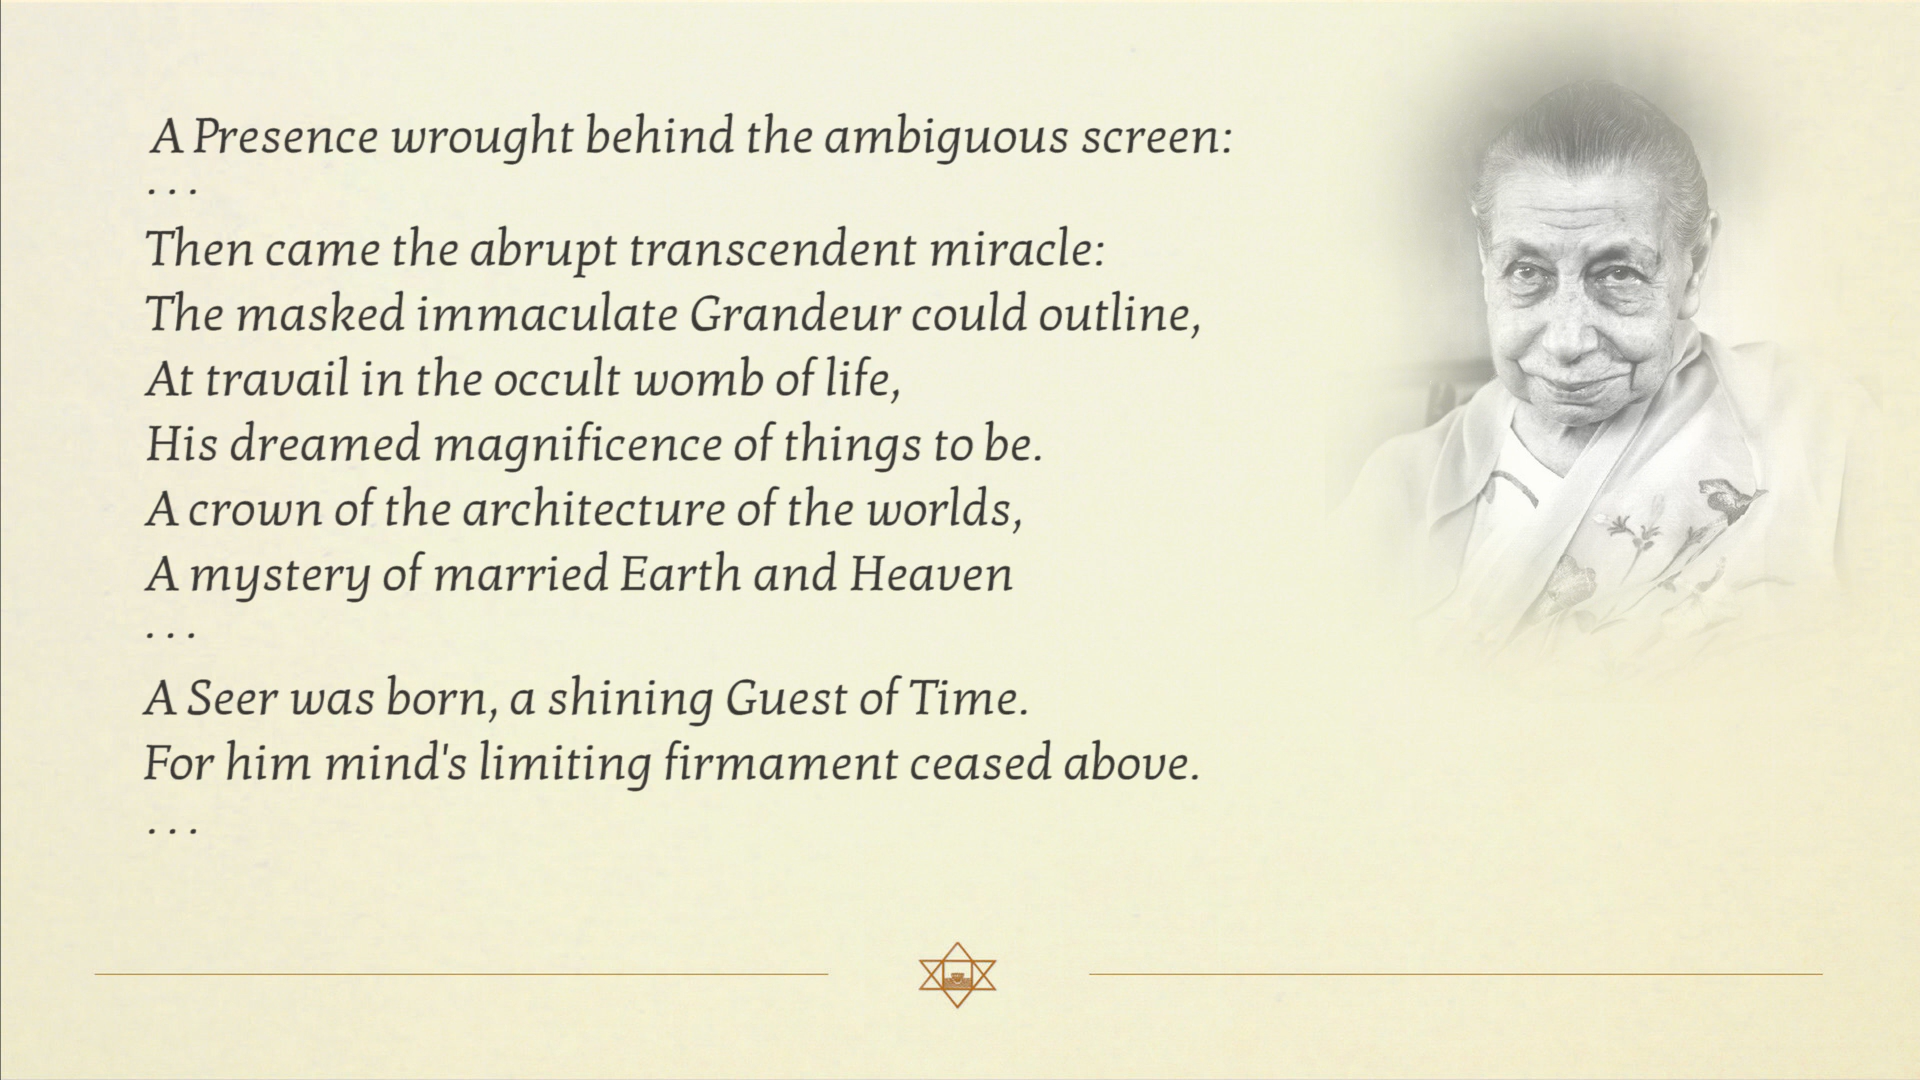 A Presence wrought behind the ambiguous screen:
. . .
Then came the abrupt transcendent miracle:
The masked immaculate Grandeur could outline,
At travail in the occult womb of life,
His dreamed magnificence of things to be.
A crown of the architecture of the worlds,
A mystery of married Earth and Heaven
. . .
A Seer was born, a shining Guest of Time.
For him mind's limiting firmament ceased above.
. . .